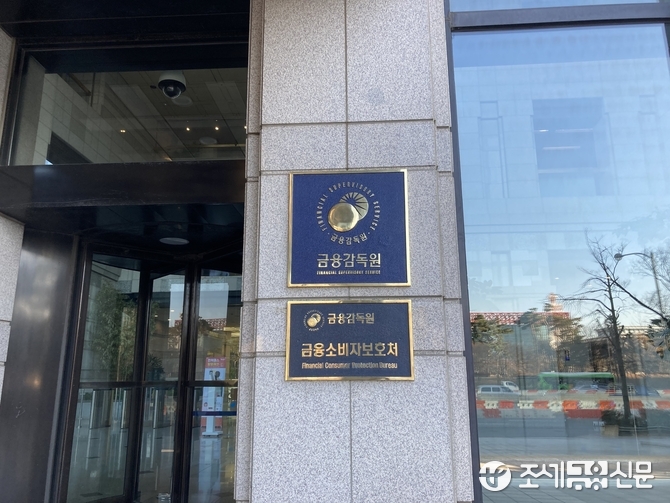 FINANCIAL SUPERVISORY SERVICE
·금융감독원·
금융감독원
FINANCIAL SUPERVISORY SERVICE
금융감독원
금융소비자보호처
Financial Consumer Protection Bureau
조세금융신문